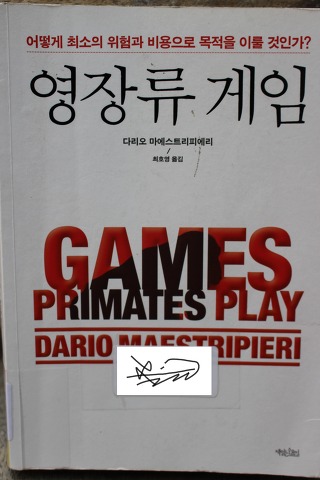 어떻게 최소의 위험과 비용으로 목적을 이룰 것인가?
영장류 게임
다리오 마에스트리피에리
최호영 옮김
GAMES
PRIMATES PLAY
DARIO MAESTRIPIERI